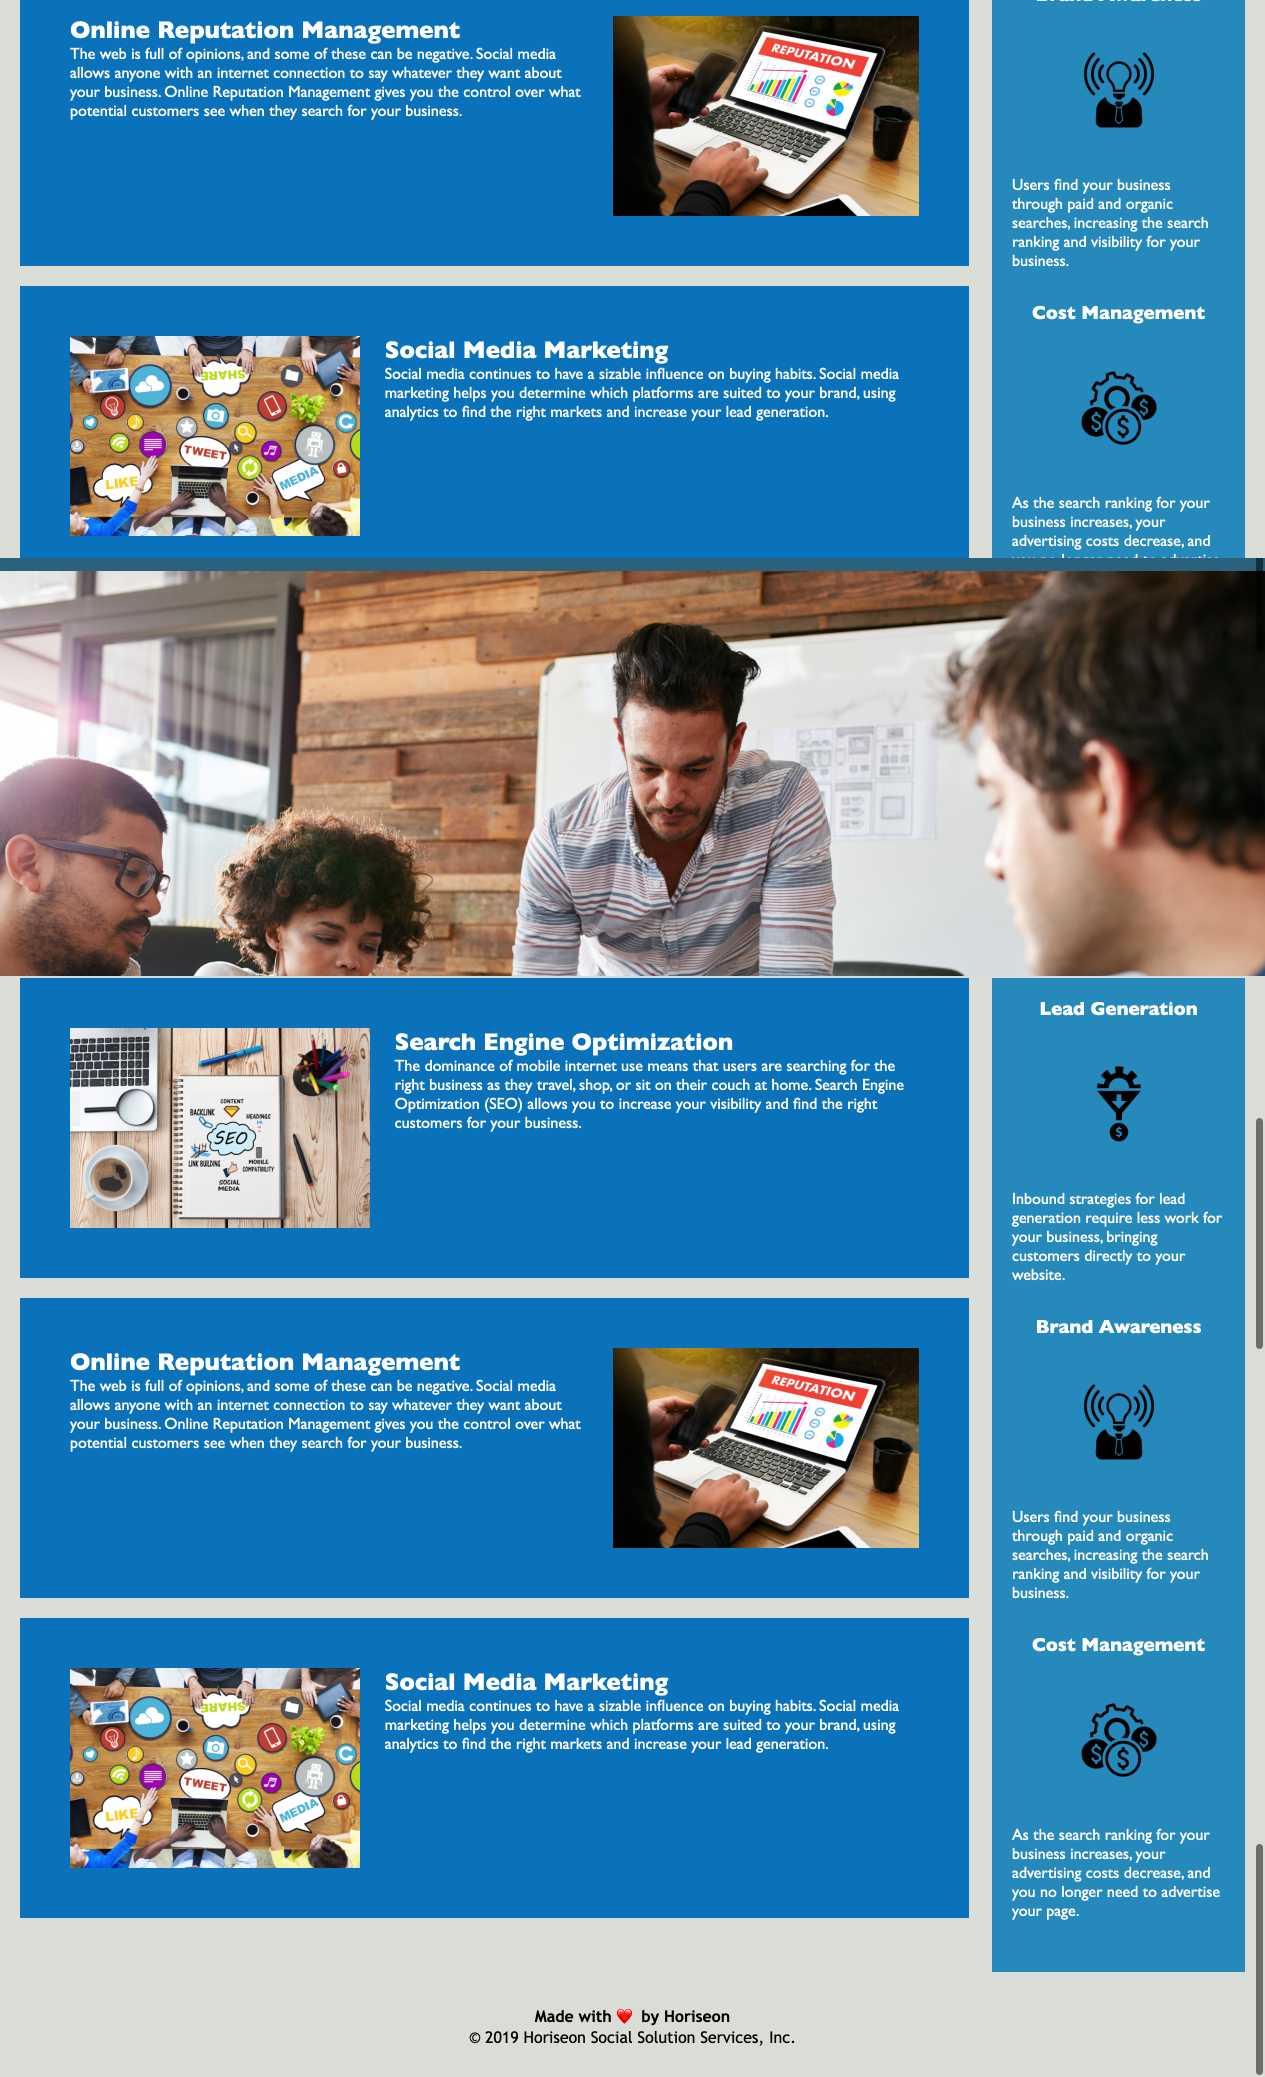 Online Reputation Management
The web is full of opinions, and some of these can be negative. Social media
allows anyone with an internet connection to say whatever they want about
your business. Online Reputation Management gives you the control over what
potential customers see when they search for your business.
REPUTATION
Brand Awareness
Users find your business
through paid and organic
searches, increasing the search
ranking and visibility for your
business.
SHARE
TWEET
LIKE
MEDIA
Social Media Marketing
Social media continues to have a sizable influence on buying habits. Social media
marketing helps you determine which platforms are suited to your brand, using
analytics to find the right markets and increase your lead generation.
Cost Management
$ $ $
As the search ranking for your
business increases, your
advertising costs decrease, and
you no longer need to advertise
CONTENT
BACKLINK
HEADINGS
SEO
LINK BUILDING
MOBILE
COMPATIBILITY
SOCIAL
MEDIA
Search Engine Optimization
The dominance of mobile internet use means that users are searching for the
right business as they travel, shop, or sit on their couch at home. Search Engine
Optimization (SEO) allows you to increase your visibility and find the right
customers for your business.
Lead Generation
$
Inbound strategies for lead
generation require less work for
your business, bringing
customers directly to your
website.
Online Reputation Management
The web is full of opinions, and some of these can be negative. Social media
allows anyone with an internet connection to say whatever they want about
your business. Online Reputation Management gives you the control over what
potential customers see when they search for your business.
REPUTATION
Brand Awareness
Users find your business
through paid and organic
searches, increasing the search
ranking and visibility for your
business.
SHARE
TWEET
LIKE
MEDIA
Social Media Marketing
Social media continues to have a sizable influence on buying habits. Social media
marketing helps you determine which platforms are suited to your brand, using
analytics to find the right markets and increase your lead generation.
Cost Management
$ $ $
As the search ranking for your
business increases, your
advertising costs decrease, and
you no longer need to advertise
your page.
Made with ❤️ by Horiseon
© 2019 Horiseon Social Solution Services, Inc.